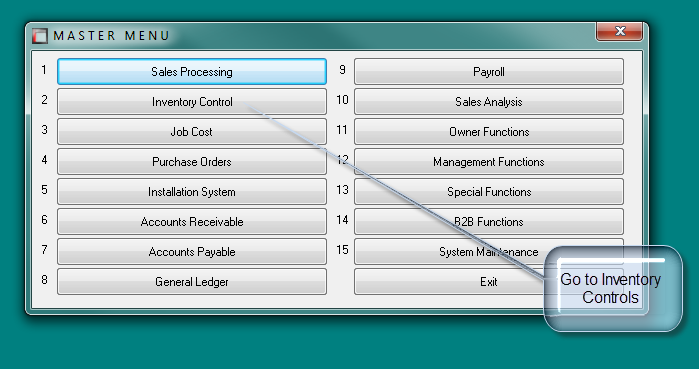 MASTER MENU
1 Sales Processing
2 Inventory Control
3 Job Cost
4 Purchase Orders
5 Installation System
6 Accounts Receivable
7 Accounts Payable
8 General Ledger
9 Payroll
10 Sales Analysis
11 Owner Functions
12 Management Functions
13 Special Functions
14 B2B Functions
15 System Maintenance
Exit
Go to Inventory
Controls